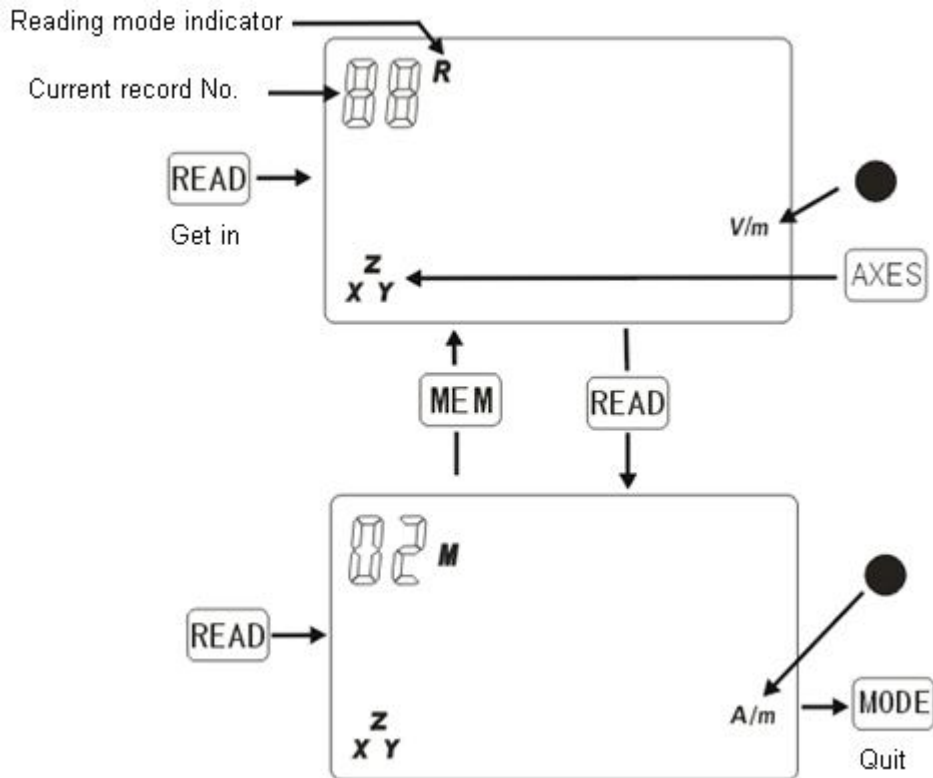 Reading mode indicator
R
88
Current record No.
READ
Get in
V/m
Z
X Y
AXES
MEM
READ
02 M
READ
Z
X Y
A/m
MODE
Quit